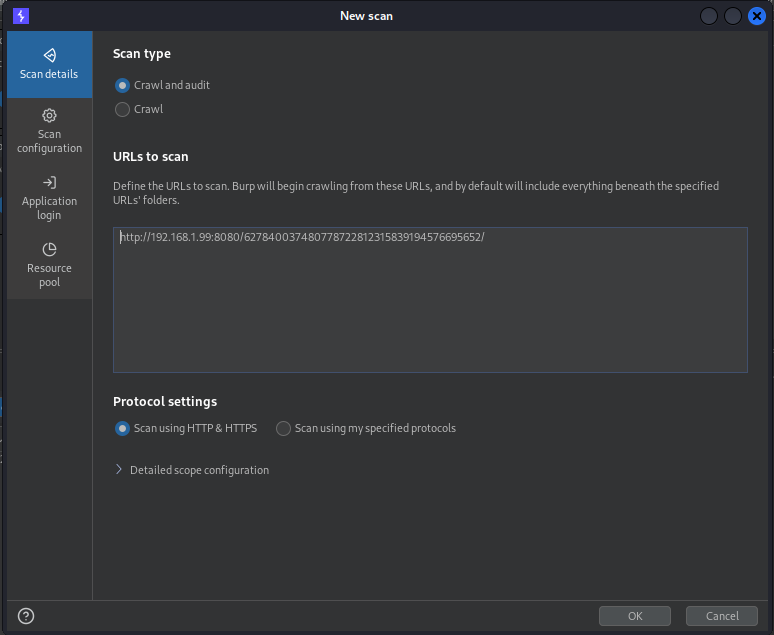 New scan
Scan details
Scan
configuration
Application
login
Resource
pool
Scan type
Crawl and audit
Crawl
URLs to scan
Define the URLs to scan. Burp will begin crawling from these URLs, and by default will include everything beneath the specified
URLs' folders.
http://192.168.1.99:8080/627840037480778722812315839194576695652/
Protocol settings
Scan using HTTP & HTTPS
Scan using my specified protocols
Detailed scope configuration
OK
Cancel